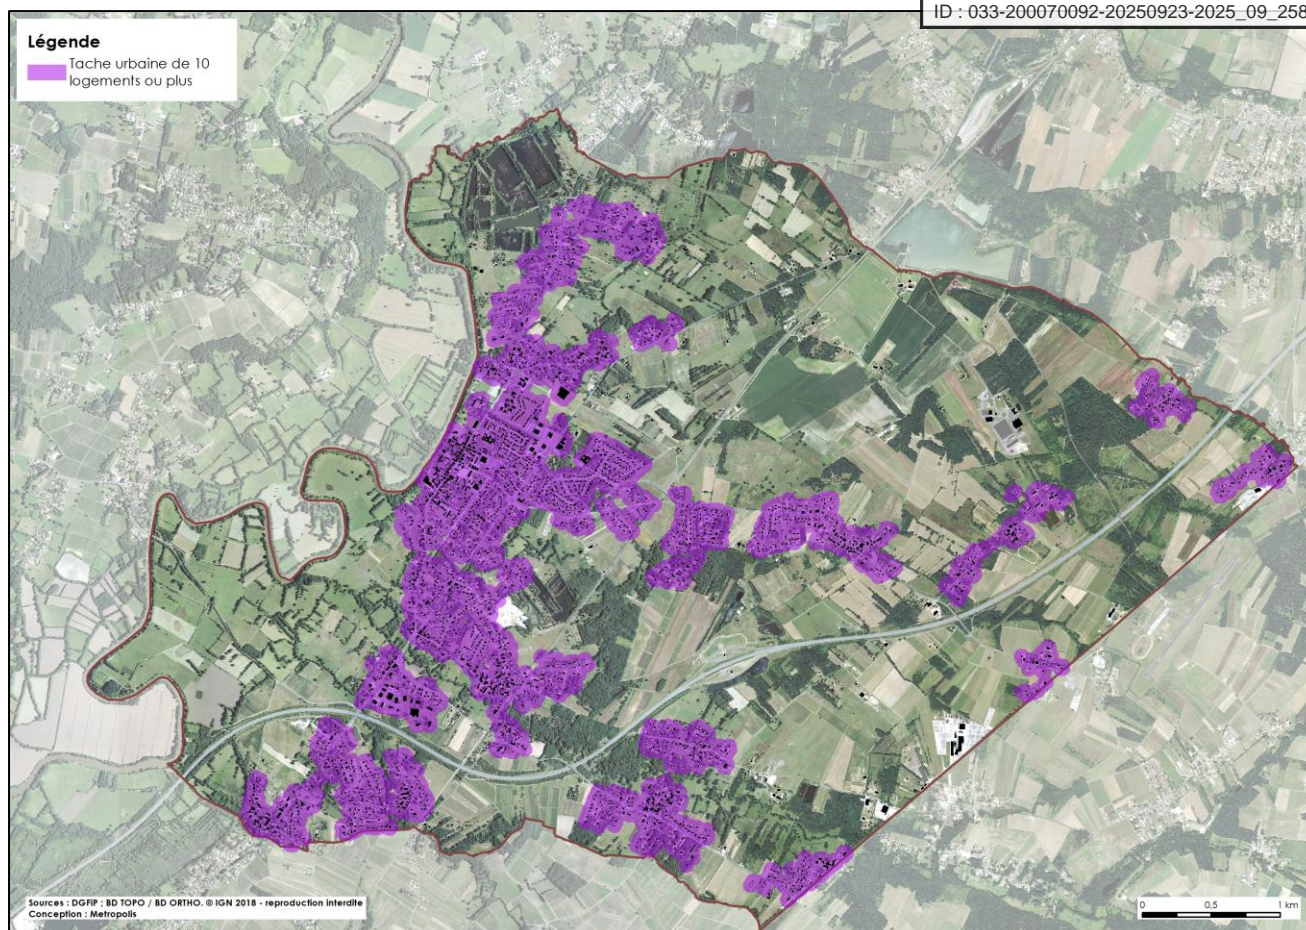 ID : 033-200070092-20250923-2025_09_258
Légende
Tache urbaine de 10
logements ou plus
Sources : DGFiP ; BD TOPO / BD ORTHO. © IGN 2018 - reproduction interdite
Conception : Metropolis
0 0,5 1 km